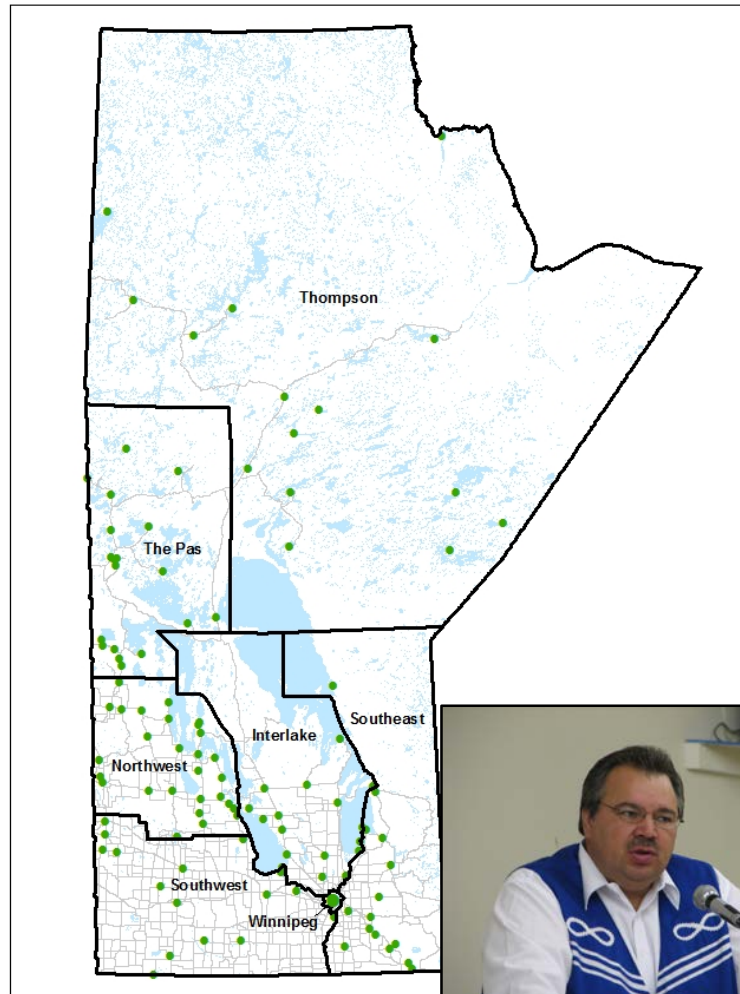 Thompson
The Pas
Southeast
Interlake
Northwest
Southwest
Winnipeg